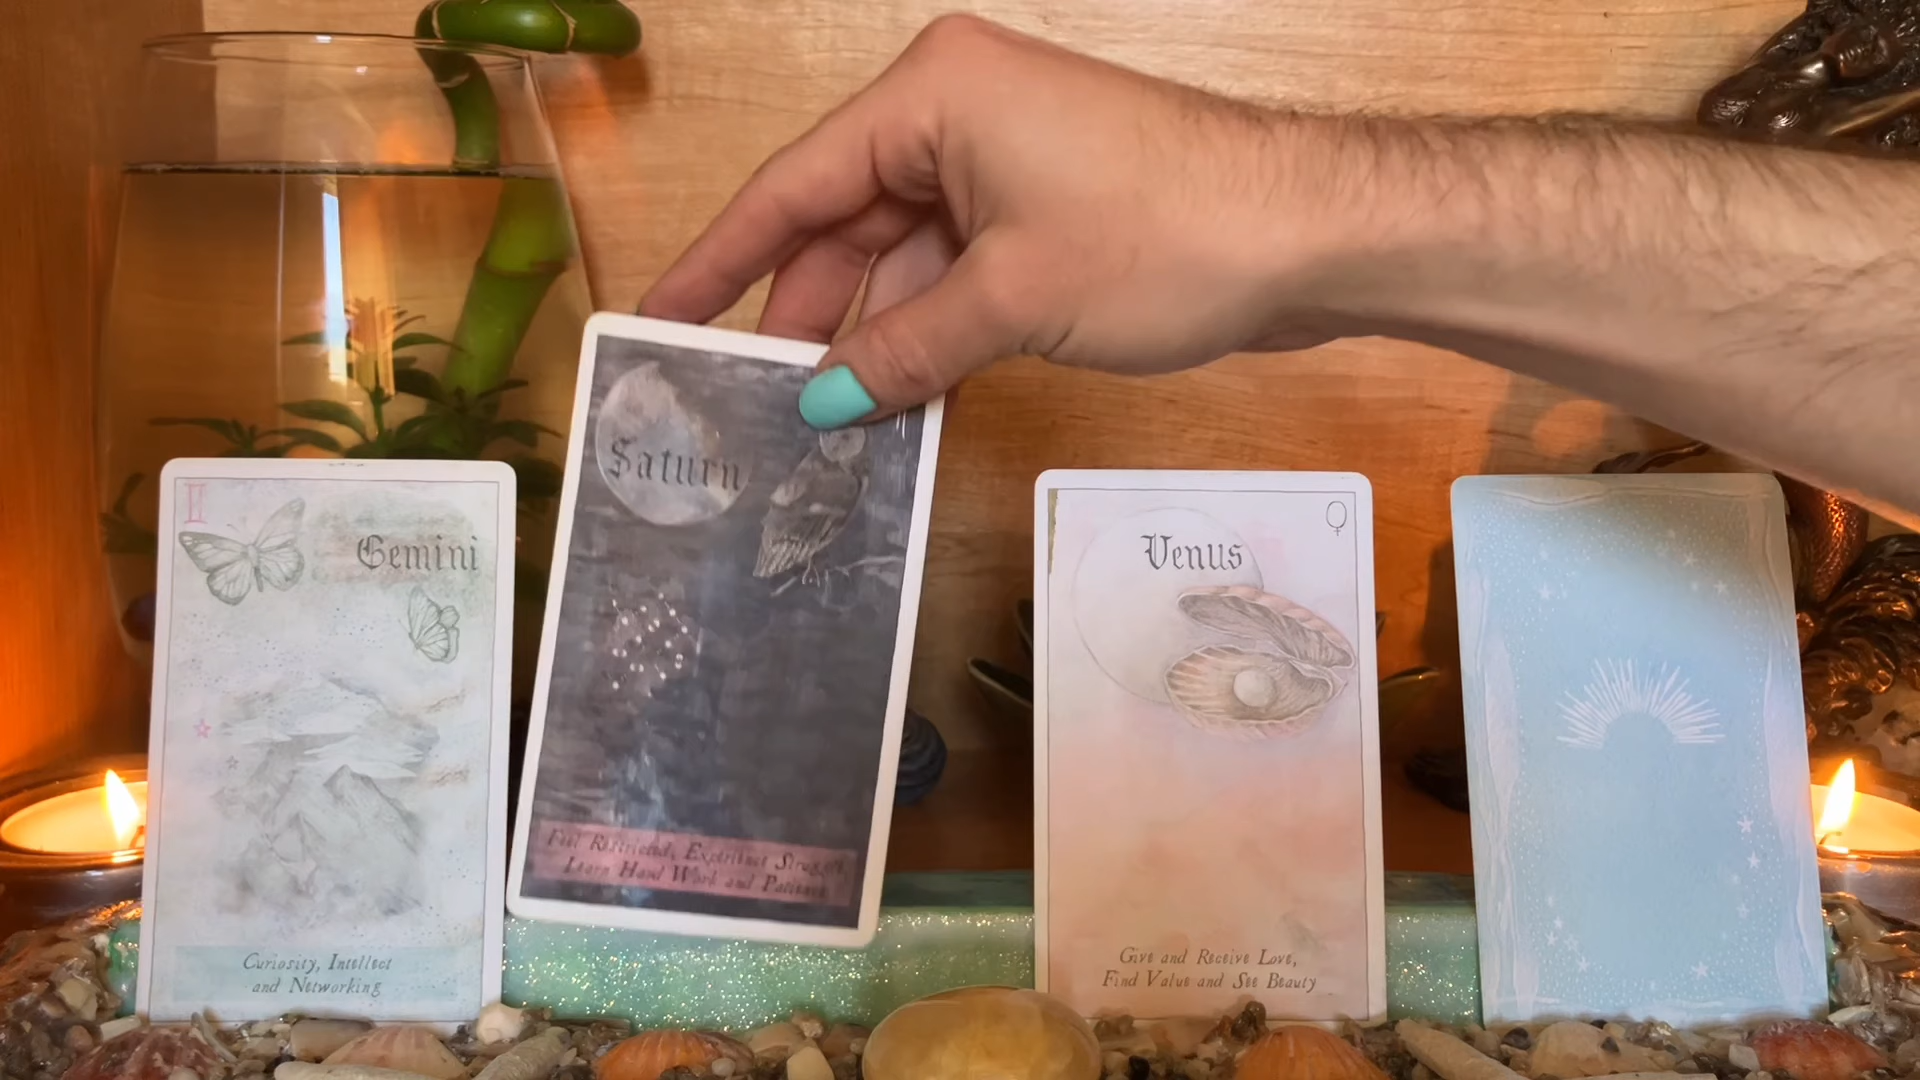 Gemini
Curiosity, Intellect
and Networking
Saturn
Feel Restricted, Experience Struggle,
Learn Hard Work and Patience
Venus
Give and Receive Love,
Find Value and See Beauty